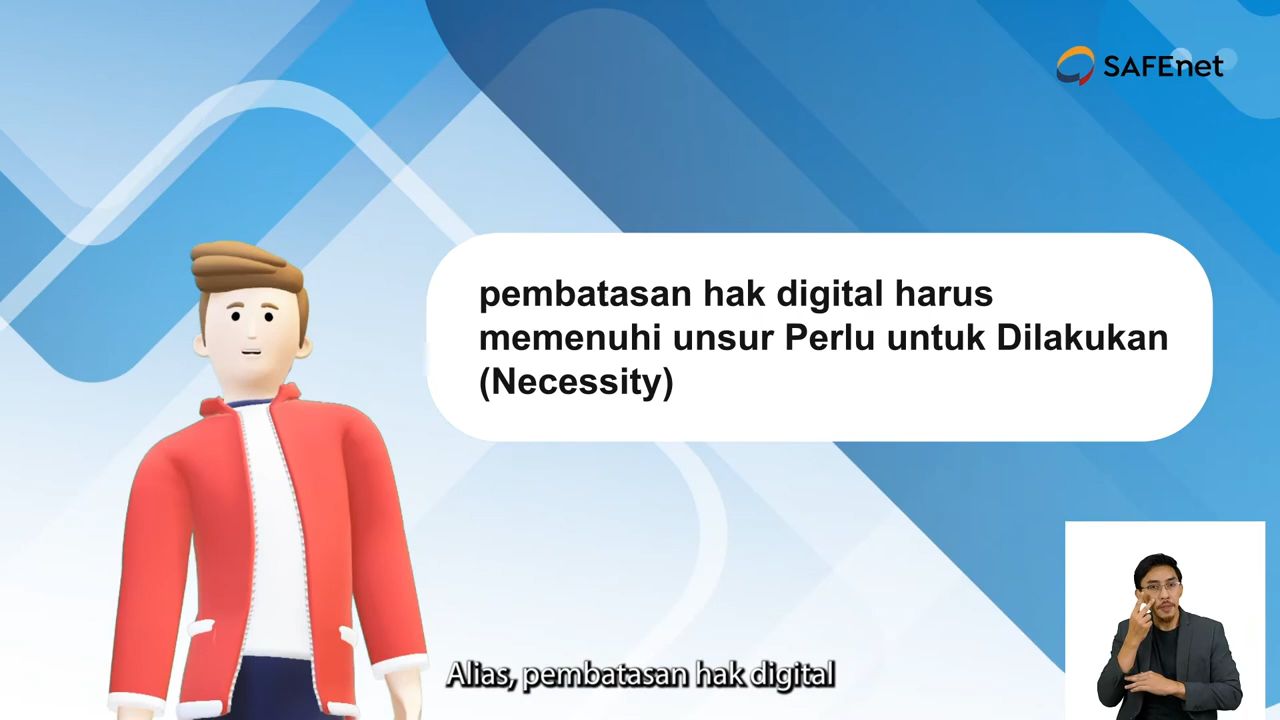 SAFEnet
pembatasan hak digital harus
memenuhi unsur Perlu untuk Dilakukan
(Necessity)
Alias, pembatasan hak digital